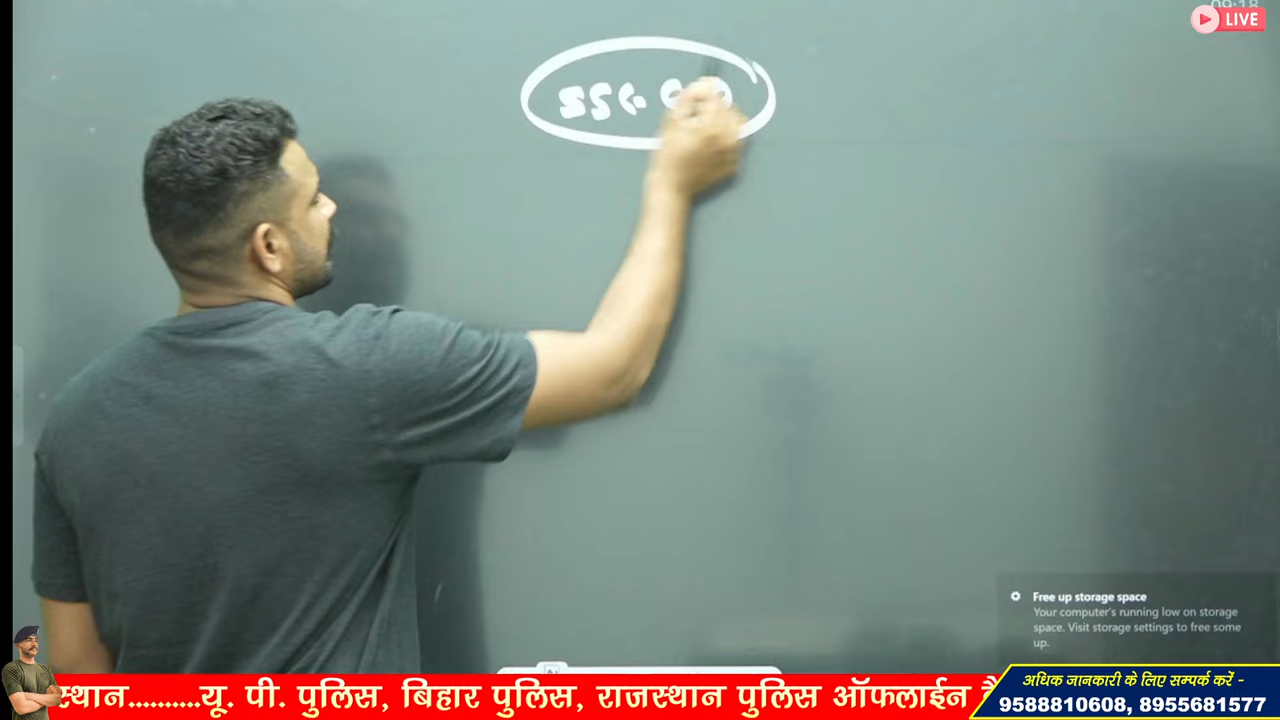 LIVE
SSC
Free up storage space
Your computer's running low on storage
space. Visit storage settings to free some
up.
स्थान..........यू. पी. पुलिस, बिहार पुलिस, राजस्थान पुलिस ऑफलाईन
अधिक जानकारी के लिए सम्पर्क करें -
9588810608, 8955681577